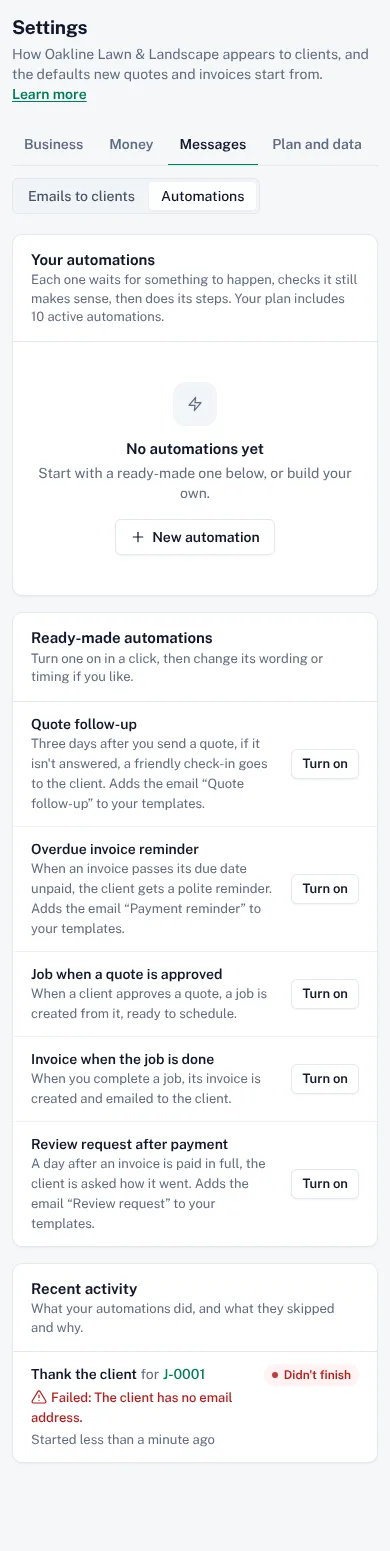 Settings
How Oakline Lawn & Landscape appears to clients, and
the defaults new quotes and invoices start from.
Learn more
Business Money Messages Plan and data
Emails to clients Automations
Your automations
Each one waits for something to happen, checks it still
makes sense, then does its steps. Your plan includes
10 active automations.
No automations yet
Start with a ready-made one below, or build your
own.
New automation
Ready-made automations
Turn one on in a click, then change its wording or
timing if you like.
Quote follow-up
Three days after you send a quote, if it
isn't answered, a friendly check-in goes
to the client. Adds the email “Quote
follow-up” to your templates.
Turn on
Overdue invoice reminder
When an invoice passes its due date
unpaid, the client gets a polite reminder.
Adds the email “Payment reminder” to
your templates.
Turn on
Job when a quote is approved
When a client approves a quote, a job is
created from it, ready to schedule.
Turn on
Invoice when the job is done
When you complete a job, its invoice is
created and emailed to the client.
Turn on
Review request after payment
A day after an invoice is paid in full, the
client is asked how it went. Adds the
email “Review request” to your
templates.
Turn on
Recent activity
What your automations did, and what they skipped
and why.
Thank the client for J-0001
Didn't finish
Failed: The client has no email
address.
Started less than a minute ago